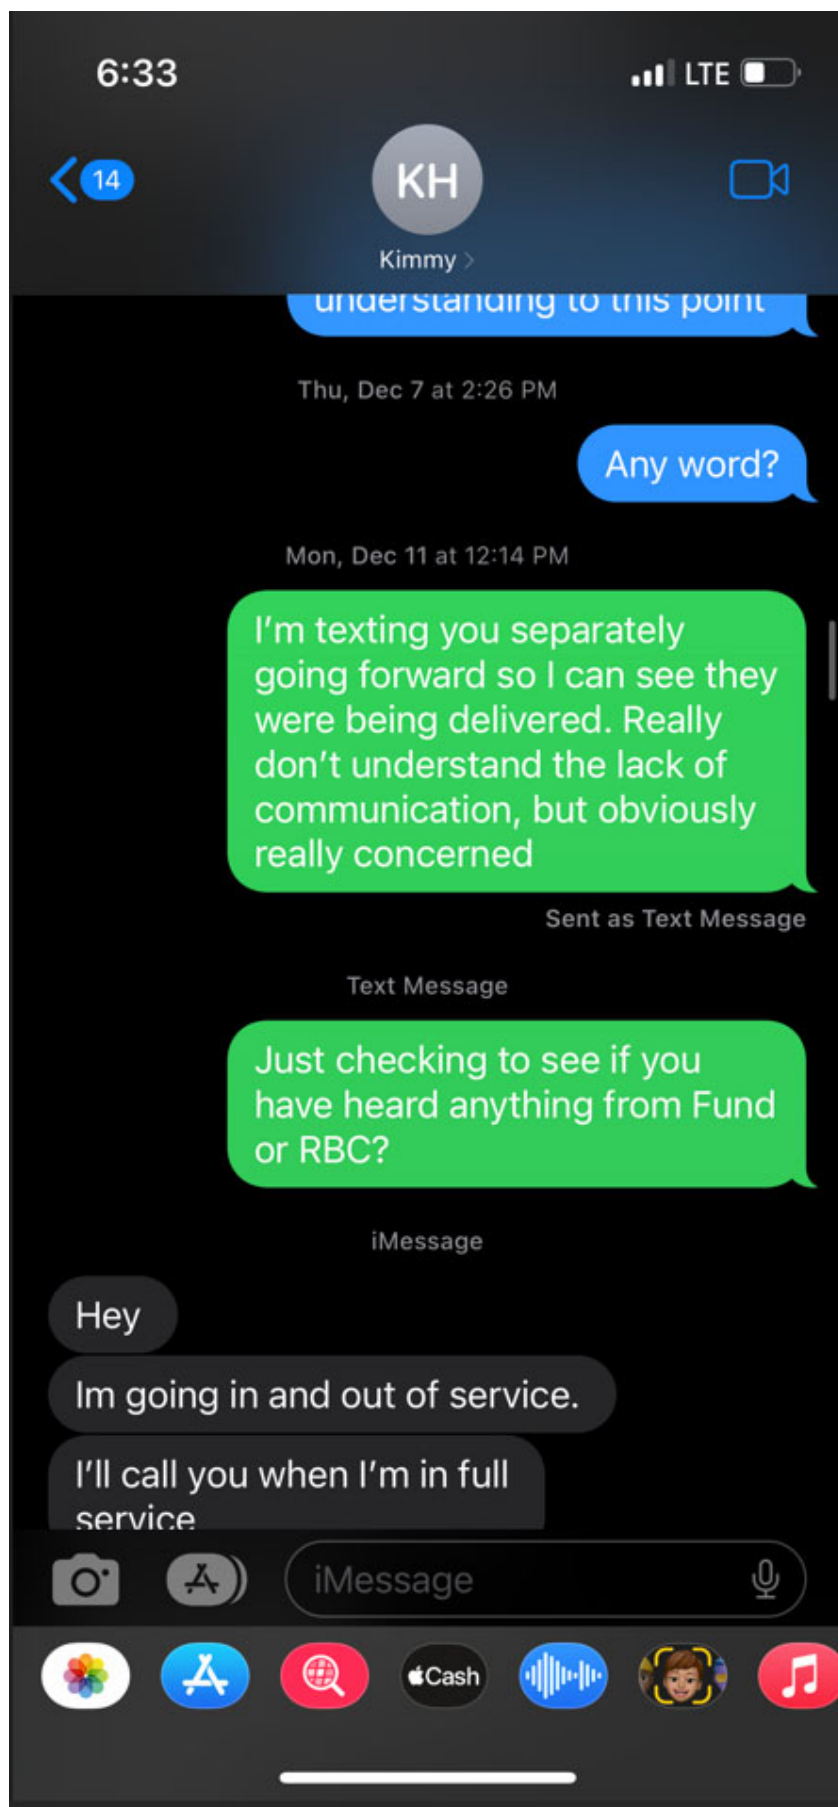 6:33
LTE
14
KH
Kimmy
understanding to this point
Thu, Dec 7 at 2:26 PM
Any word?
Mon, Dec 11 at 12:14 PM
I'm texting you separately
going forward so I can see they
were being delivered. Really
don't understand the lack of
communication, but obviously
really concerned
Sent as Text Message
Text Message
Just checking to see if you
have heard anything from Fund
or RBC?
iMessage
Hey
Im going in and out of service.
I'll call you when I'm in full
service
iMessage
Cash